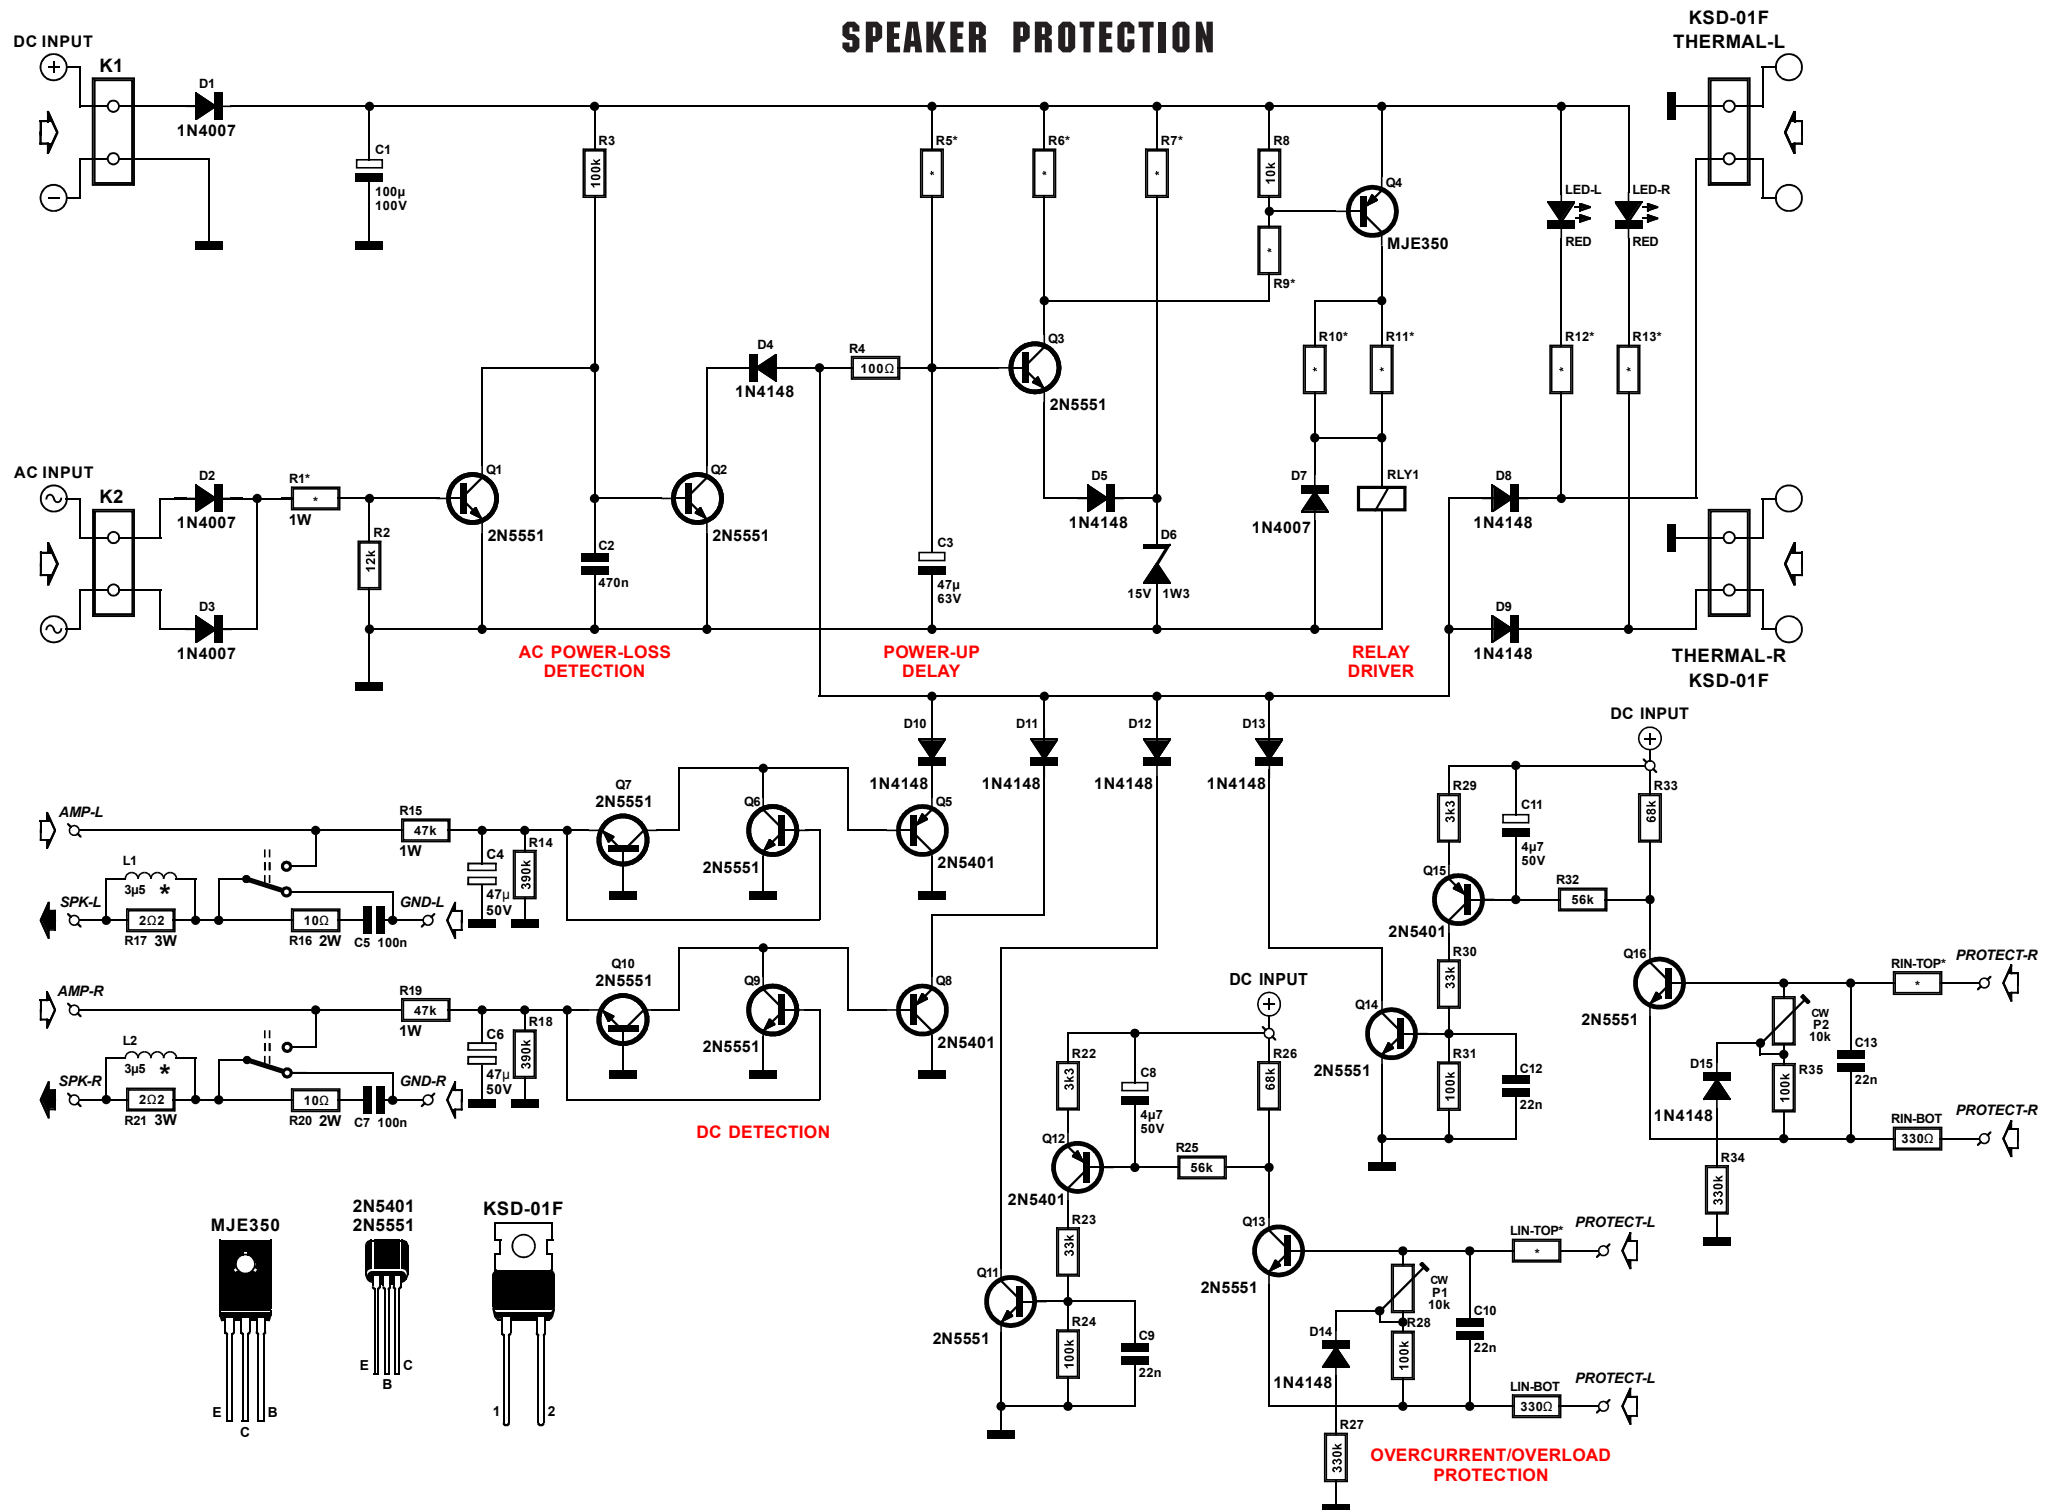 SPEAKER PROTECTION
KSD-01F
THERMAL-L
DC INPUT
K1
D1
1N4007
C1
100µ
100V
R3
100k
R5*
*
R6*
*
R7*
*
R8
10k
R9*
*
Q4
MJE350
LED-L
RED
LED-R
RED
R10*
*
R11*
*
R12*
*
R13*
*
D4
1N4148
R4
100Ω
Q3
2N5551
AC INPUT
K2
D2
1N4007
R1*
*
1W
R2
12k
Q1
2N5551
C2
470n
Q2
2N5551
D3
1N4007
C3
47µ
63V
D5
1N4148
D6
15V 1W3
D7
1N4007
RLY1
D8
1N4148
D9
1N4148
THERMAL-R
KSD-01F
AC POWER-LOSS
DETECTION
POWER-UP
DELAY
RELAY
DRIVER
D10
1N4148
D11
1N4148
D12
1N4148
D13
1N4148
AMP-L
R15
47k
1W
L1
3µ5 *
SPK-L
2Ω2
R17 3W
10Ω
R16 2W
C5 100n
GND-L
C4
47µ
50V
R14
390k
Q7
2N5551
Q6
2N5551
Q5
2N5401
AMP-R
R19
47k
1W
L2
3µ5 *
SPK-R
2Ω2
R21 3W
10Ω
R20 2W
C7 100n
GND-R
C6
47µ
50V
R18
390k
Q10
2N5551
Q9
2N5551
Q8
2N5401
DC DETECTION
DC INPUT
R29
3k3
C11
4µ7
50V
R33
68k
Q15
2N5401
R32
56k
R30
33k
Q16
2N5551
RIN-TOP*
*
PROTECT-R
Q14
2N5551
R31
100k
C12
22n
CW
P2
10k
C13
22n
D15
1N4148
R35
100k
RIN-BOT
330Ω
PROTECT-R
R34
330k
DC INPUT
R22
3k3
C8
4µ7
50V
R26
68k
Q12
2N5401
R25
56k
R23
33k
Q13
2N5551
LIN-TOP*
*
PROTECT-L
Q11
2N5551
R24
100k
C9
22n
CW
P1
10k
C10
22n
D14
1N4148
R28
100k
LIN-BOT
330Ω
PROTECT-L
R27
330k
OVERCURRENT/OVERLOAD
PROTECTION
MJE350
E
C
B
2N5401
2N5551
E
B
C
KSD-01F
1
2